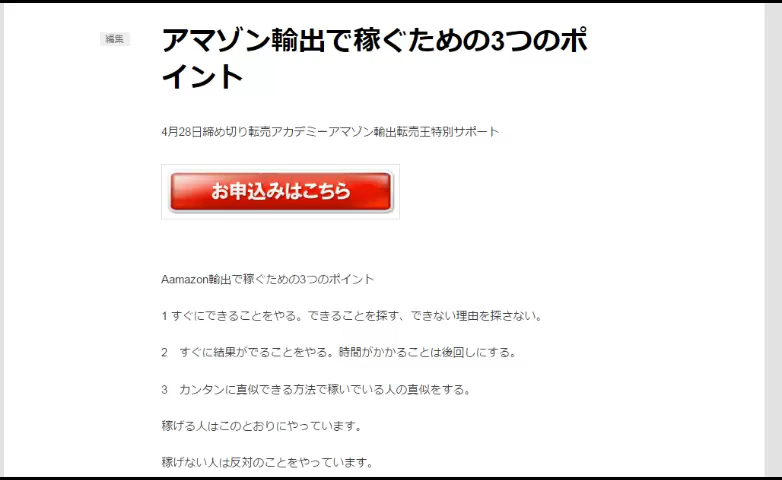 編集
アマゾン輸出で稼ぐための3つのポ
イント
4月28日締め切り転売アカデミーアマゾン輸出転売王特別サポート
お申込みはこちら
Aamazon輸出で稼ぐための3つのポイント
1 すぐにできることをやる。できることを探す、できない理由を探さない。
2　すぐに結果がでることをやる。時間がかかることは後回しにする。
3　カンタンに真似できる方法で稼いでいる人の真似をする。
稼げる人はこのとおりにやっています。
稼げない人は反対のことをやっています。